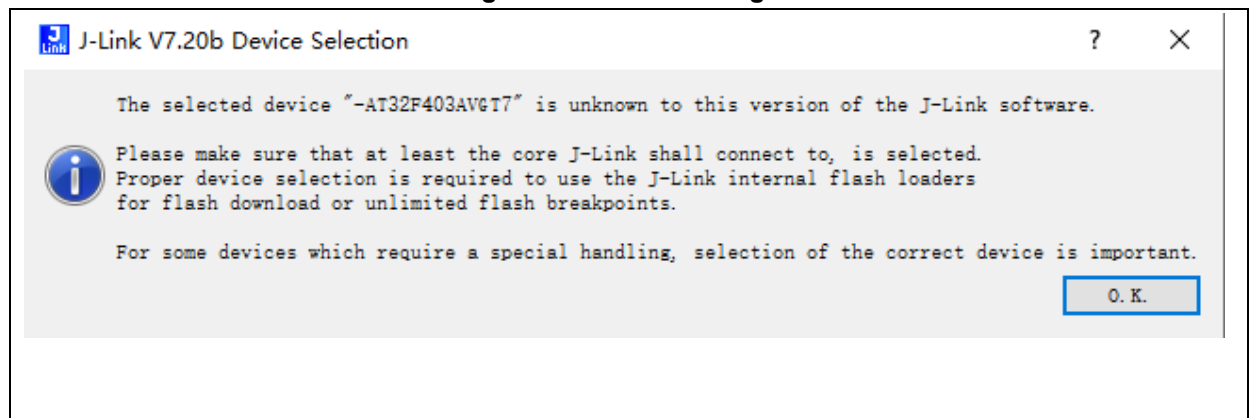 J-Link V7.20b Device Selection
The selected device "-AT32F403AVGT7" is unknown to this version of the J-Link software.
Please make sure that at least the core J-Link shall connect to, is selected.
Proper device selection is required to use the J-Link internal flash loaders
for flash download or unlimited flash breakpoints.
For some devices which require a special handling, selection of the correct device is important.
O.K.